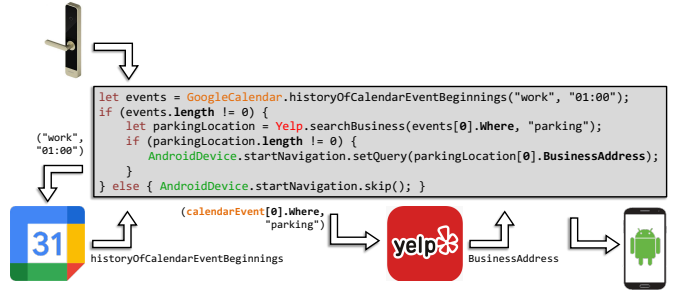 let events = GoogleCalendar.historyOfCalendarEventBeginnings("work", "01:00");
if (events.length != 0) {
let parkingLocation = Yelp.searchBusiness(events[0].Where, "parking");
if (parkingLocation.length != 0) {
AndroidDevice.startNavigation.setQuery(parkingLocation[0].BusinessAddress);
}
} else { AndroidDevice.startNavigation.skip(); }
("work",
"01:00")
31
historyOfCalendarEventBeginnings
(calendarEvent[0].Where,
"parking")
yelp
BusinessAddress